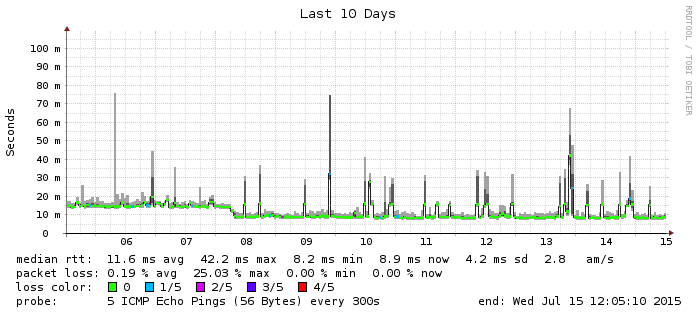 Last 10 Days
RRDTOOL / TOBI OETIKER
Seconds
100 m
90 m
80 m
70 m
60 m
50 m
40 m
30 m
20 m
10 m
0
06 07 08 09 10 11 12 13 14 15
median rtt: 11.6 ms avg 42.2 ms max 8.2 ms min 8.9 ms now 4.2 ms sd 2.8 am/s
packet loss: 0.19 % avg 25.03 % max 0.00 % min 0.00 % now
loss color: 0 1/5 2/5 3/5 4/5
probe: 5 ICMP Echo Pings (56 Bytes) every 300s end: Wed Jul 15 12:05:10 2015